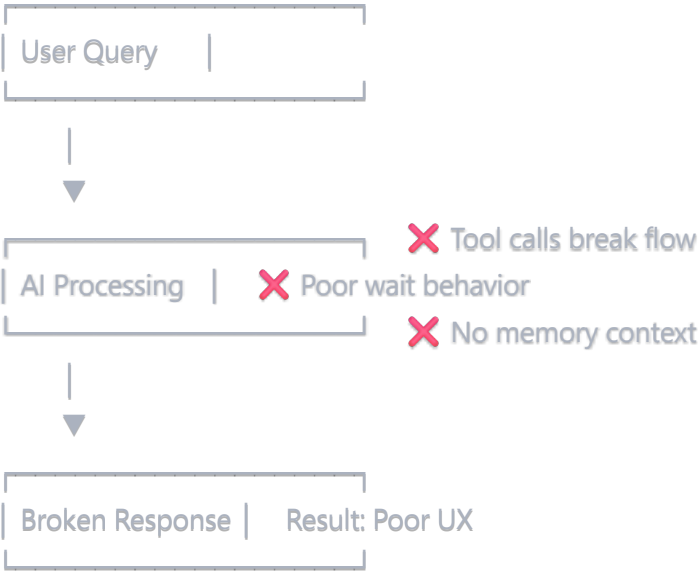 User Query
❌ Tool calls break flow
AI Processing ❌ Poor wait behavior
❌ No memory context
Broken Response Result: Poor UX